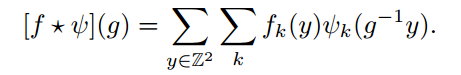 [f ⋆ ψ](g) = ∑_{y∈ℤ²} ∑_k f_k(y)ψ_k(g⁻¹y).